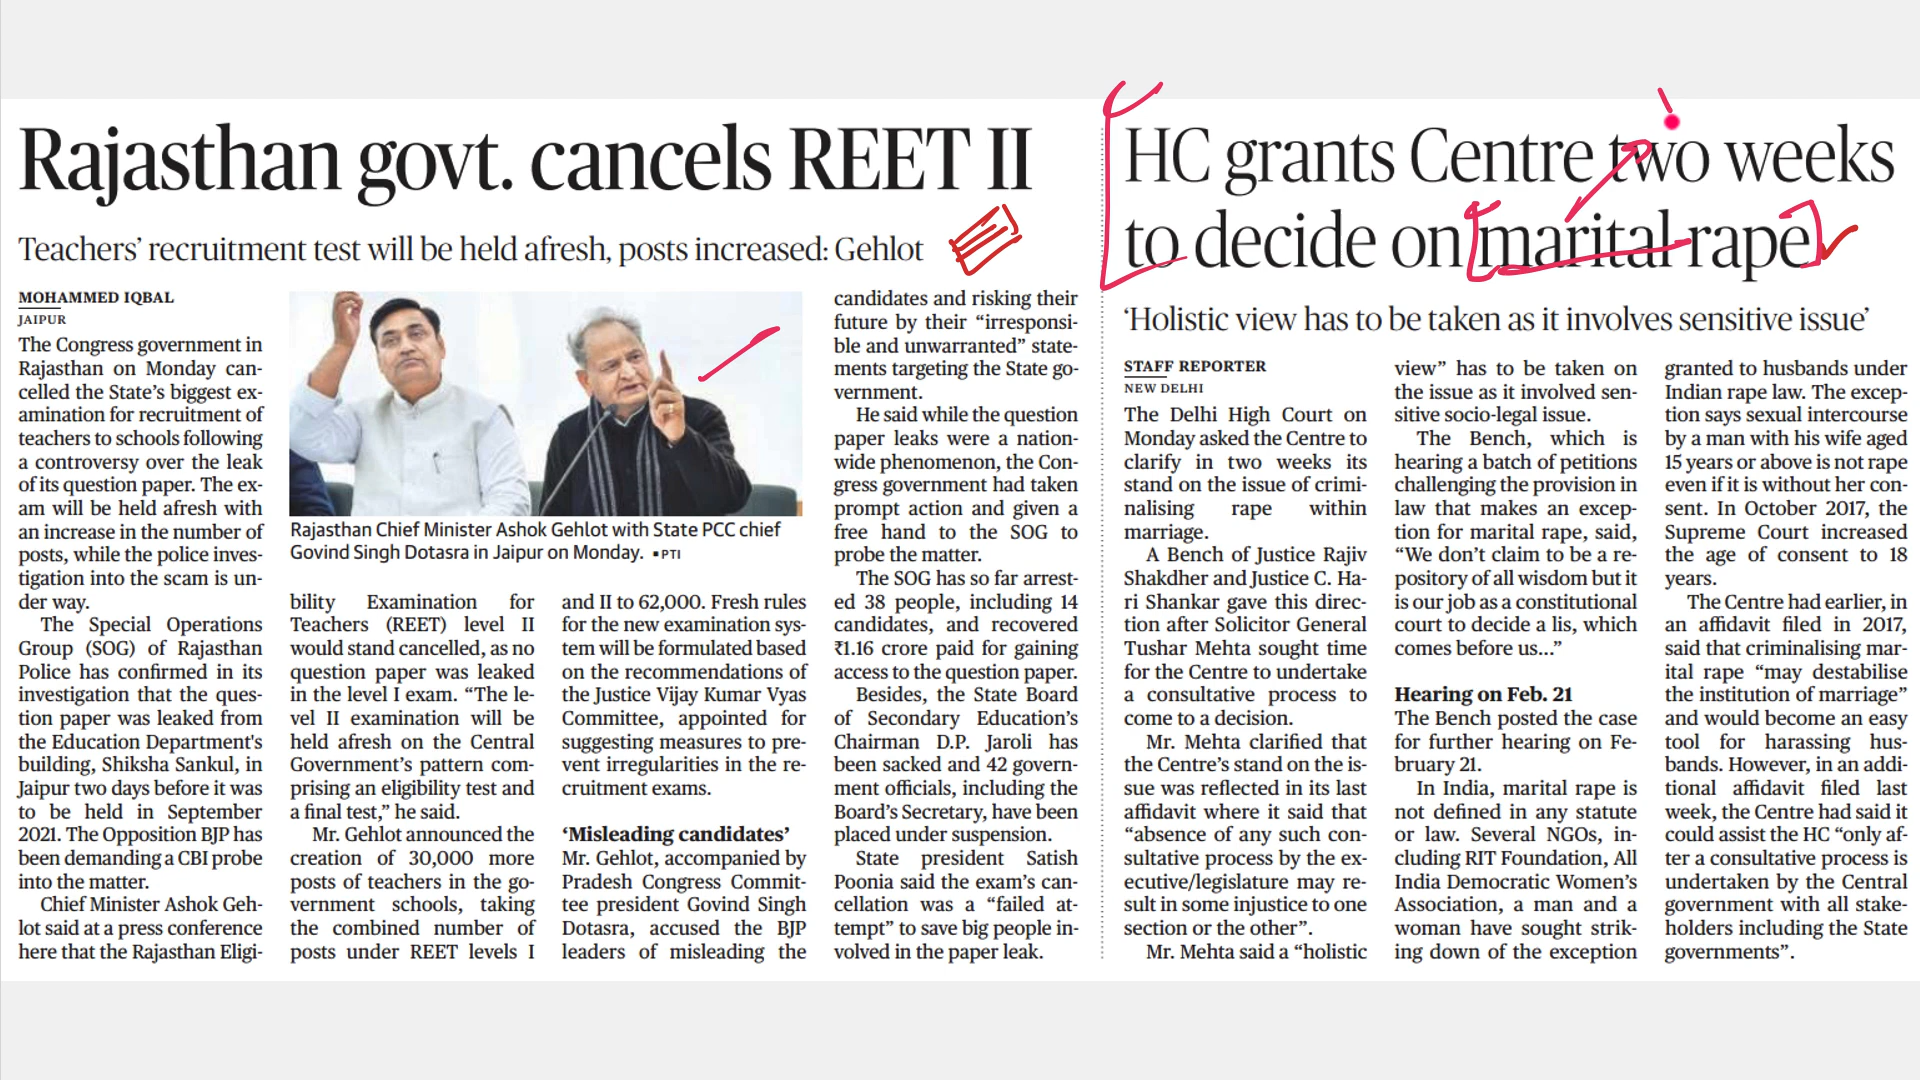 Rajasthan govt. cancels REET II
Teachers’ recruitment test will be held afresh, posts increased: Gehlot
MOHAMMED IQBAL
JAIPUR
The Congress government in
Rajasthan on Monday can-
celled the State’s biggest ex-
amination for recruitment of
teachers to schools following
a controversy over the leak
of its question paper. The ex-
am will be held afresh with
an increase in the number of
posts, while the police inves-
tigation into the scam is un-
der way.
The Special Operations
Group (SOG) of Rajasthan
Police has confirmed in its
investigation that the ques-
tion paper was leaked from
the Education Department's
building, Shiksha Sankul, in
Jaipur two days before it was
to be held in September
2021. The Opposition BJP has
been demanding a CBI probe
into the matter.
Chief Minister Ashok Geh-
lot said at a press conference
here that the Rajasthan Eligi-
Rajasthan Chief Minister Ashok Gehlot with State PCC chief
Govind Singh Dotasra in Jaipur on Monday. ▪PTI
bility Examination for
Teachers (REET) level II
would stand cancelled, as no
question paper was leaked
in the level I exam. “The le-
vel II examination will be
held afresh on the Central
Government’s pattern com-
prising an eligibility test and
a final test,” he said.
Mr. Gehlot announced the
creation of 30,000 more
posts of teachers in the go-
vernment schools, taking
the combined number of
posts under REET levels I
and II to 62,000. Fresh rules
for the new examination sys-
tem will be formulated based
on the recommendations of
the Justice Vijay Kumar Vyas
Committee, appointed for
suggesting measures to pre-
vent irregularities in the re-
cruitment exams.
‘Misleading candidates’
Mr. Gehlot, accompanied by
Pradesh Congress Commit-
tee president Govind Singh
Dotasra, accused the BJP
leaders of misleading the
candidates and risking their
future by their “irresponsi-
ble and unwarranted” state-
ments targeting the State go-
vernment.
He said while the question
paper leaks were a nation-
wide phenomenon, the Con-
gress government had taken
prompt action and given a
free hand to the SOG to
probe the matter.
The SOG has so far arrest-
ed 38 people, including 14
candidates, and recovered
₹1.16 crore paid for gaining
access to the question paper.
Besides, the State Board
of Secondary Education’s
Chairman D.P. Jaroli has
been sacked and 42 govern-
ment officials, including the
Board’s Secretary, have been
placed under suspension.
State president Satish
Poonia said the exam’s can-
cellation was a “failed at-
tempt” to save big people in-
volved in the paper leak.
HC grants Centre two weeks
to decide on marital rape
‘Holistic view has to be taken as it involves sensitive issue’
STAFF REPORTER
NEW DELHI
The Delhi High Court on
Monday asked the Centre to
clarify in two weeks its
stand on the issue of crimi-
nalising rape within
marriage.
A Bench of Justice Rajiv
Shakdher and Justice C. Ha-
ri Shankar gave this direc-
tion after Solicitor General
Tushar Mehta sought time
for the Centre to undertake
a consultative process to
come to a decision.
Mr. Mehta clarified that
the Centre’s stand on the is-
sue was reflected in its last
affidavit where it said that
“absence of any such con-
sultative process by the ex-
ecutive/legislature may re-
sult in some injustice to one
section or the other”.
Mr. Mehta said a “holistic
view” has to be taken on
the issue as it involved sen-
sitive socio-legal issue.
The Bench, which is
hearing a batch of petitions
challenging the provision in
law that makes an excep-
tion for marital rape, said,
“We don’t claim to be a re-
pository of all wisdom but it
is our job as a constitutional
court to decide a lis, which
comes before us...”
Hearing on Feb. 21
The Bench posted the case
for further hearing on Fe-
bruary 21.
In India, marital rape is
not defined in any statute
or law. Several NGOs, in-
cluding RIT Foundation, All
India Democratic Women’s
Association, a man and a
woman have sought strik-
ing down of the exception
granted to husbands under
Indian rape law. The excep-
tion says sexual intercourse
by a man with his wife aged
15 years or above is not rape
even if it is without her con-
sent. In October 2017, the
Supreme Court increased
the age of consent to 18
years.
The Centre had earlier, in
an affidavit filed in 2017,
said that criminalising mar-
ital rape “may destabilise
the institution of marriage”
and would become an easy
tool for harassing hus-
bands. However, in an addi-
tional affidavit filed last
week, the Centre had said it
could assist the HC “only af-
ter a consultative process is
undertaken by the Central
government with all stake-
holders including the State
governments”.